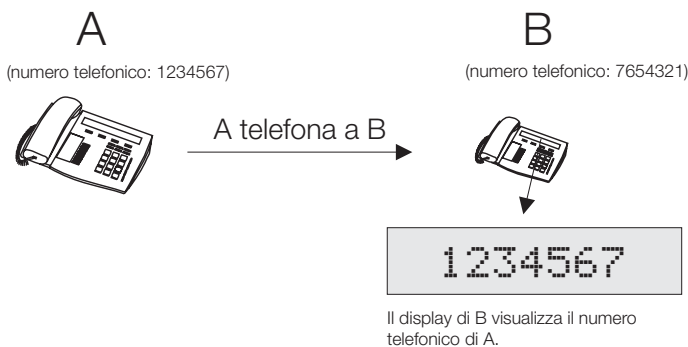 A
B
(numero telefonico: 1234567)
(numero telefonico: 7654321)
A telefona a B
1234567
Il display di B visualizza il numero
telefonico di A.